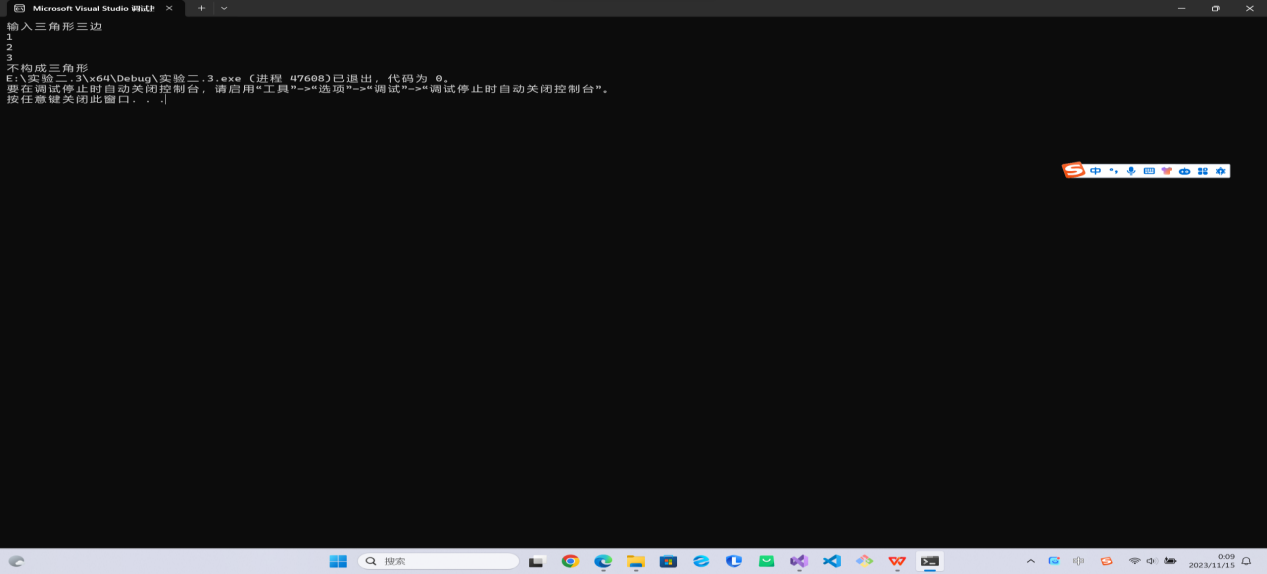 Microsoft Visual Studio 调试控
输入三角形三边
1
2
3
不构成三角形
E:\实验二.3\x64\Debug\实验二.3.exe (进程 47608)已退出，代码为 0。
要在调试停止时自动关闭控制台，请启用“工具”->“选项”->“调试”->“调试停止时自动关闭控制台”。
按任意键关闭此窗口. . .
中
搜索
0:09
2023/11/15